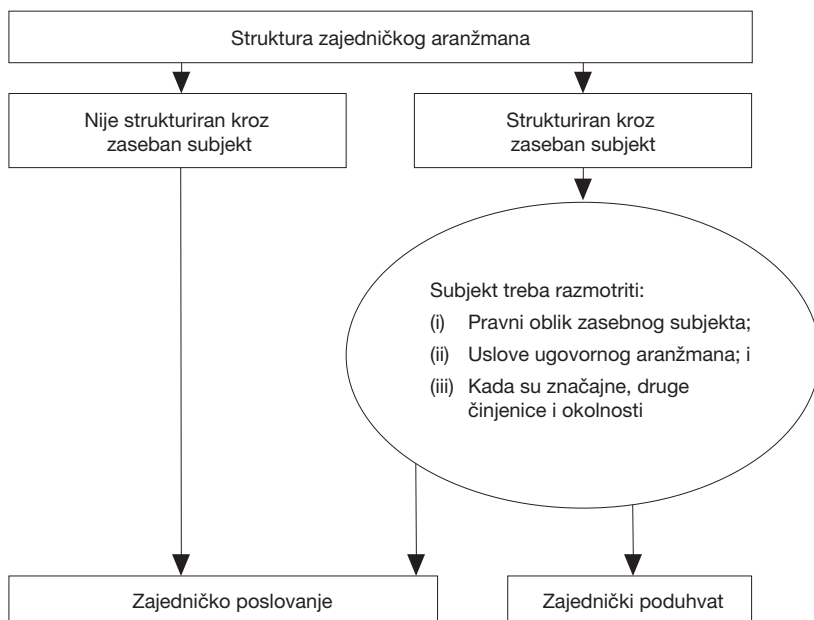 Struktura zajedničkog aranžmana
Nije strukturiran kroz
zaseban subjekt
Strukturiran kroz
zaseban subjekt
Subjekt treba razmotriti:
(i) Pravni oblik zasebnog subjekta;
(ii) Uslove ugovornog aranžmana; i
(iii) Kada su značajne, druge
činjenice i okolnosti
Zajedničko poslovanje
Zajednički poduhvat